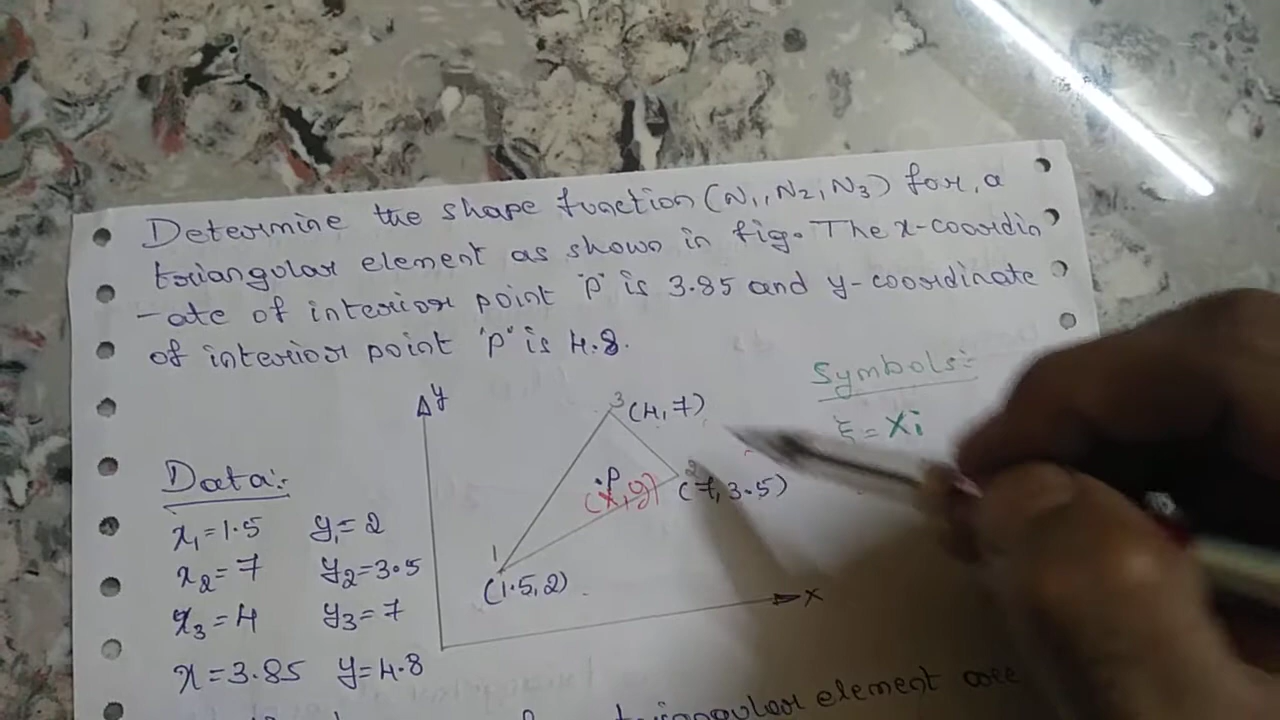 Determine the shape function (N1, N2, N3) for, a
triangular element as shown in fig. The x-coordin
-ate of interior point 'P' is 3.85 and y-coordinate
of interior point 'P' is 4.8.
Symbols:-
ξ = Xi
Y
3 (4,7)
P
(x,y)
2
(7,3.5)
1
(1.5,2)
X
Data:-
x1=1.5 y1=2
x2=7 y2=3.5
x3=4 y3=7
x=3.85 y=4.8
triangular element are